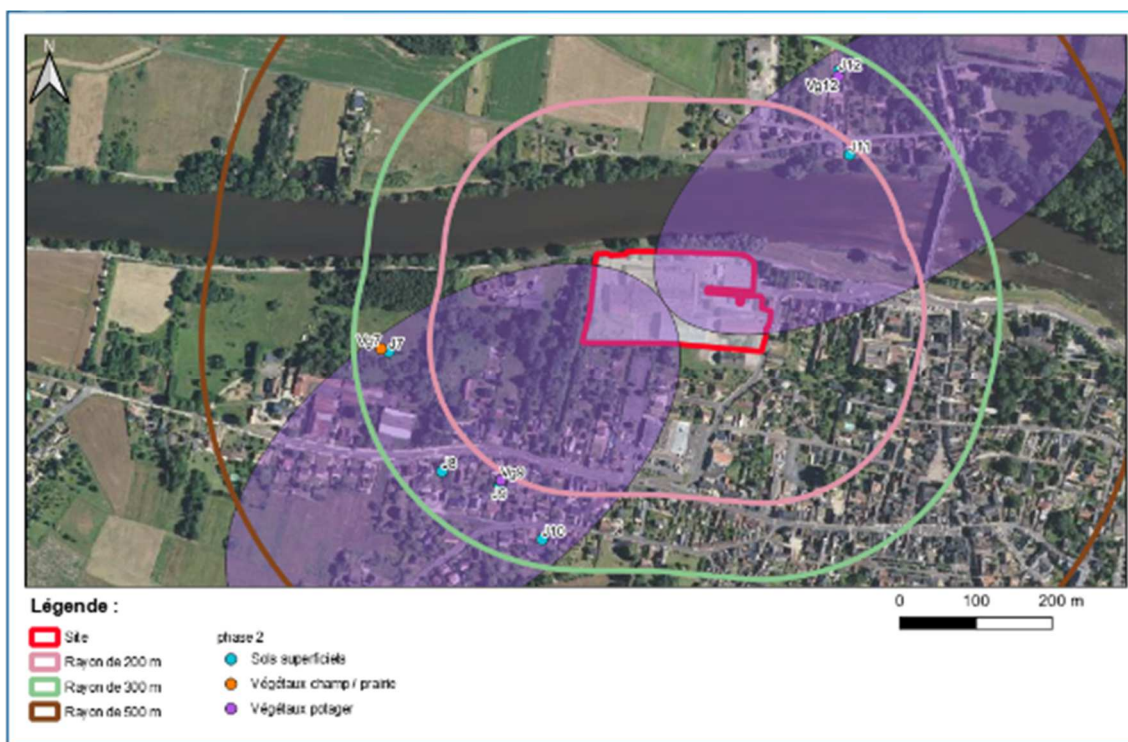 N
J12
Vg12
J11
Vg7
J7
J8
Vg9
J9
J10
0 100 200 m
Légende :
Site
Rayon de 200 m
Rayon de 300 m
Rayon de 500 m
phase 2
Sols superficiels
Végétaux champ / prairie
Végétaux potager